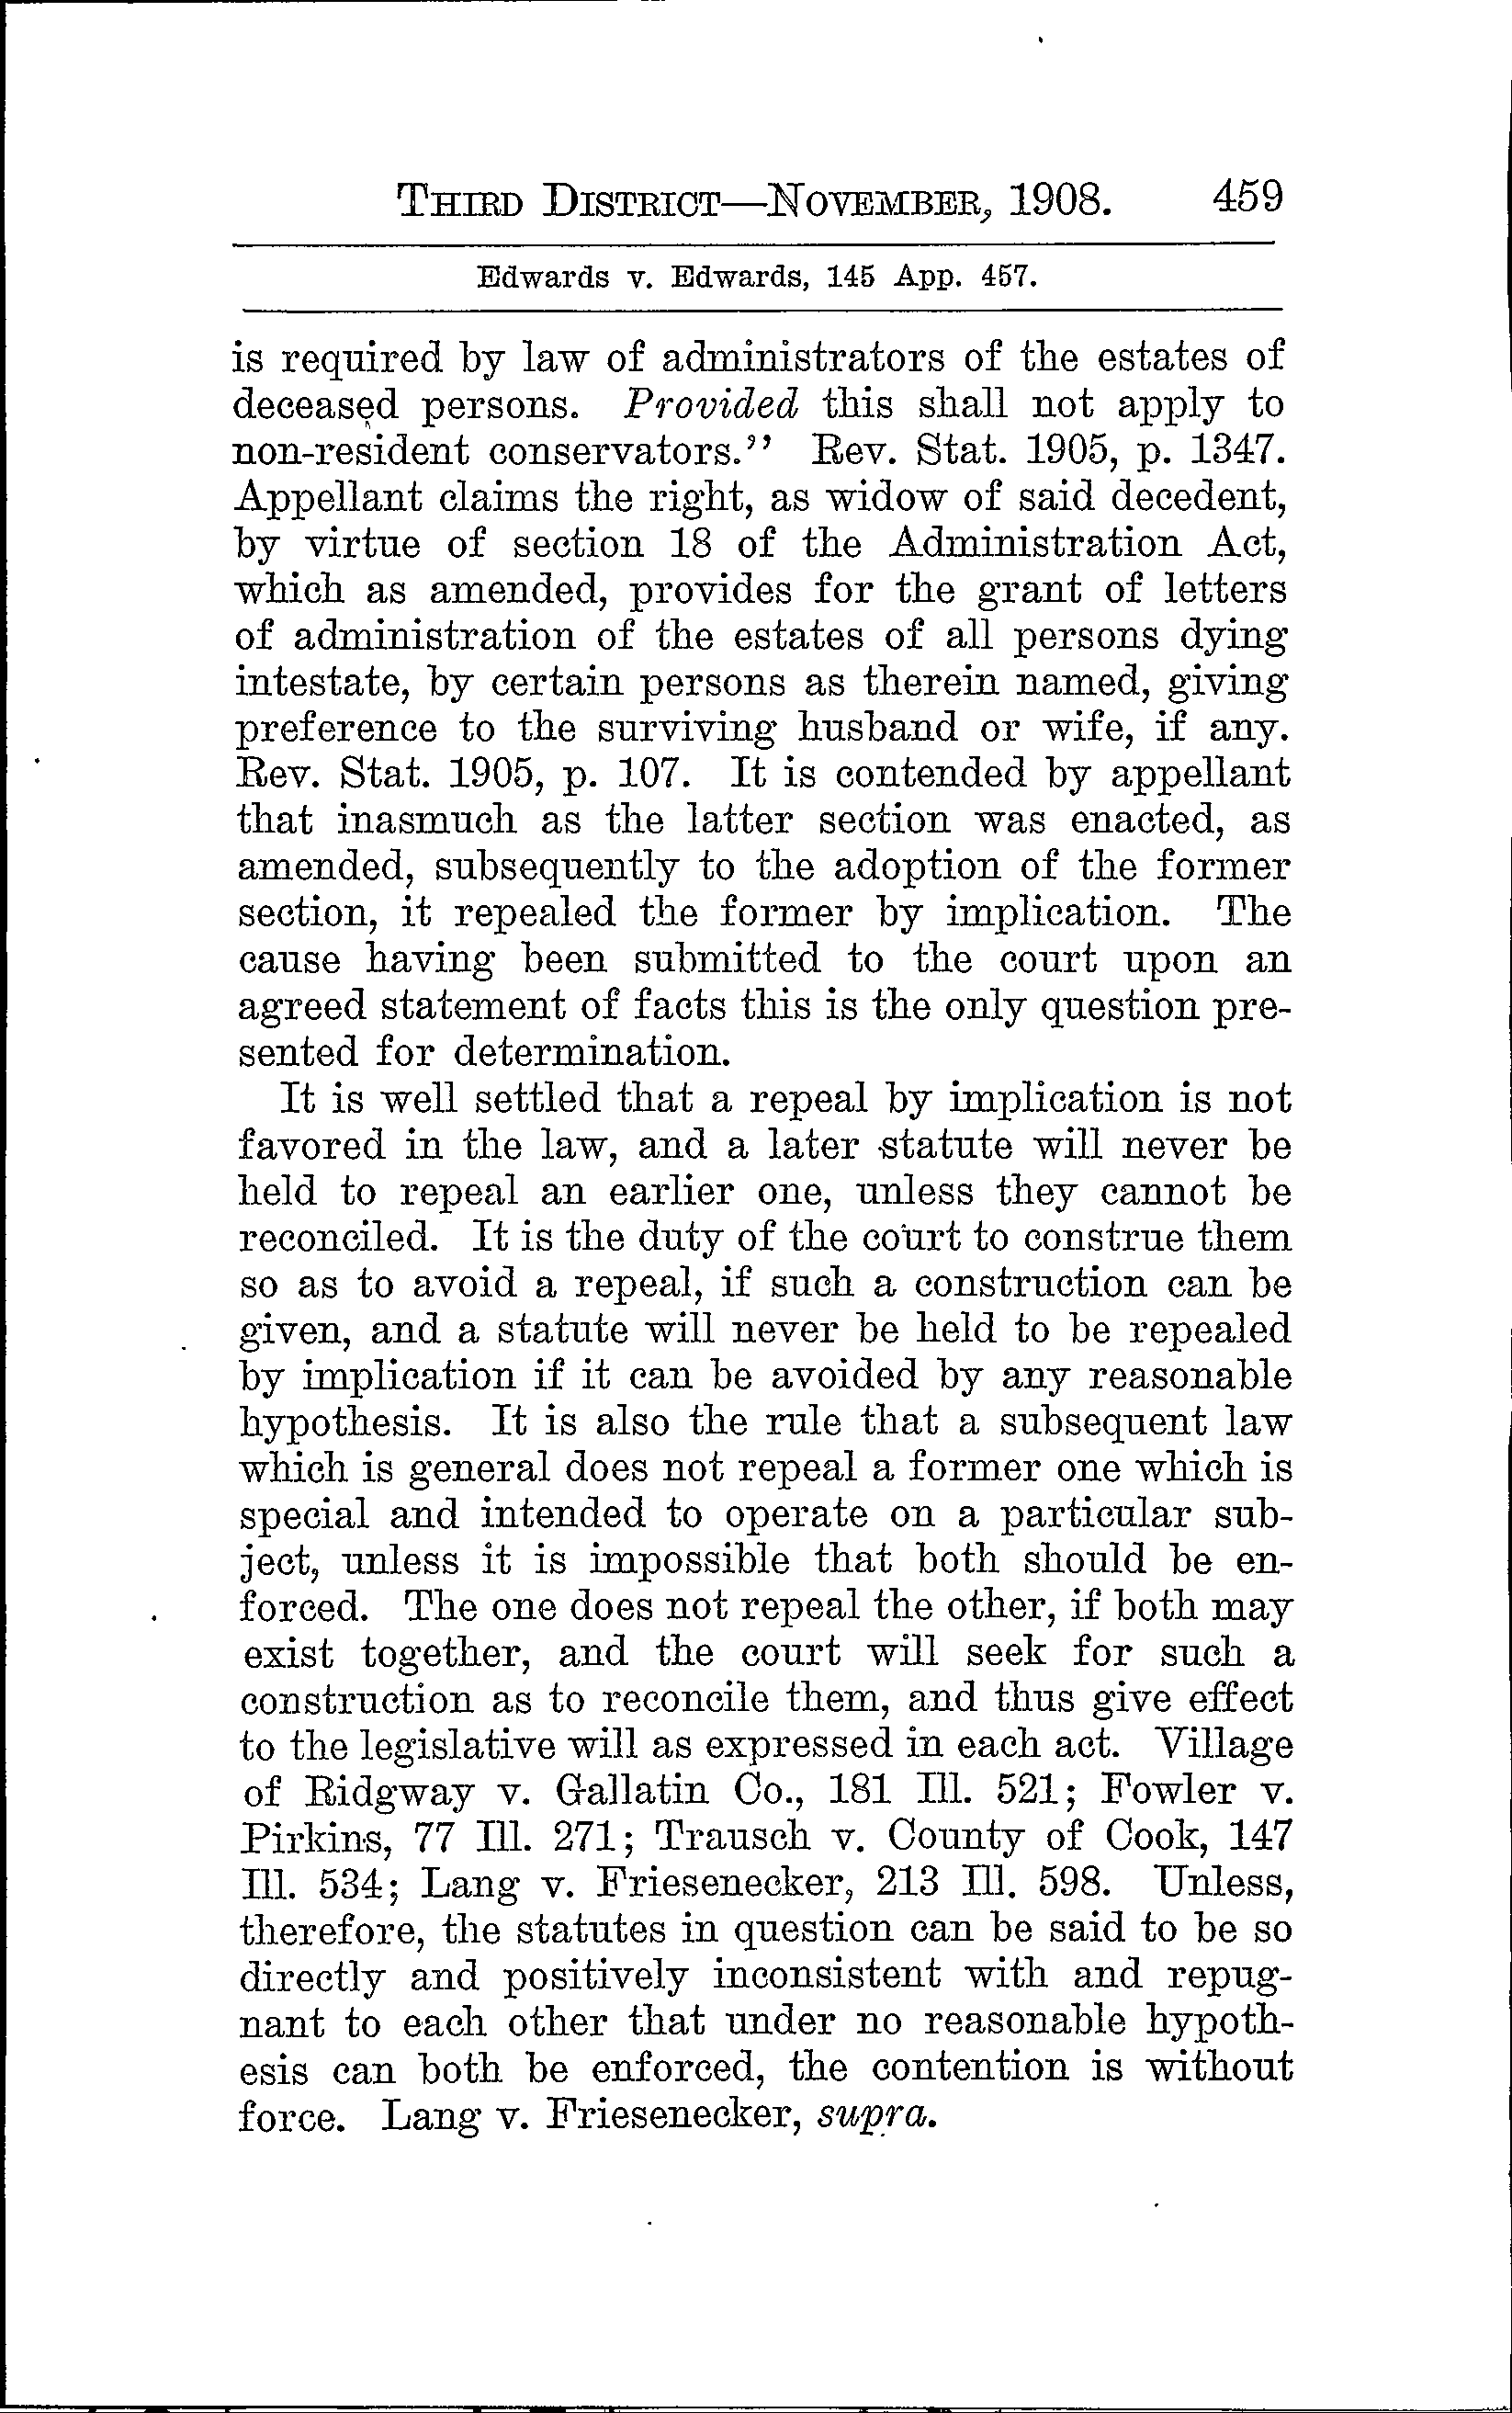 THIRD DISTRICT—NOVEMBER, 1908. 459
Edwards v. Edwards, 145 App. 457.
is required by law of administrators of the estates of
deceased persons. Provided this shall not apply to
non-resident conservators.” Rev. Stat. 1905, p. 1347.
Appellant claims the right, as widow of said decedent,
by virtue of section 18 of the Administration Act,
which as amended, provides for the grant of letters
of administration of the estates of all persons dying
intestate, by certain persons as therein named, giving
preference to the surviving husband or wife, if any.
Rev. Stat. 1905, p. 107. It is contended by appellant
that inasmuch as the latter section was enacted, as
amended, subsequently to the adoption of the former
section, it repealed the former by implication. The
cause having been submitted to the court upon an
agreed statement of facts this is the only question pre-
sented for determination.
It is well settled that a repeal by implication is not
favored in the law, and a later statute will never be
held to repeal an earlier one, unless they cannot be
reconciled. It is the duty of the court to construe them
so as to avoid a repeal, if such a construction can be
given, and a statute will never be held to be repealed
by implication if it can be avoided by any reasonable
hypothesis. It is also the rule that a subsequent law
which is general does not repeal a former one which is
special and intended to operate on a particular sub-
ject, unless it is impossible that both should be en-
forced. The one does not repeal the other, if both may
exist together, and the court will seek for such a
construction as to reconcile them, and thus give effect
to the legislative will as expressed in each act. Village
of Ridgway v. Gallatin Co., 181 Ill. 521; Fowler v.
Pirkins, 77 Ill. 271; Trausch v. County of Cook, 147
Ill. 534; Lang v. Friesenecker, 213 Ill. 598. Unless,
therefore, the statutes in question can be said to be so
directly and positively inconsistent with and repug-
nant to each other that under no reasonable hypoth-
esis can both be enforced, the contention is without
force. Lang v. Friesenecker, supra.